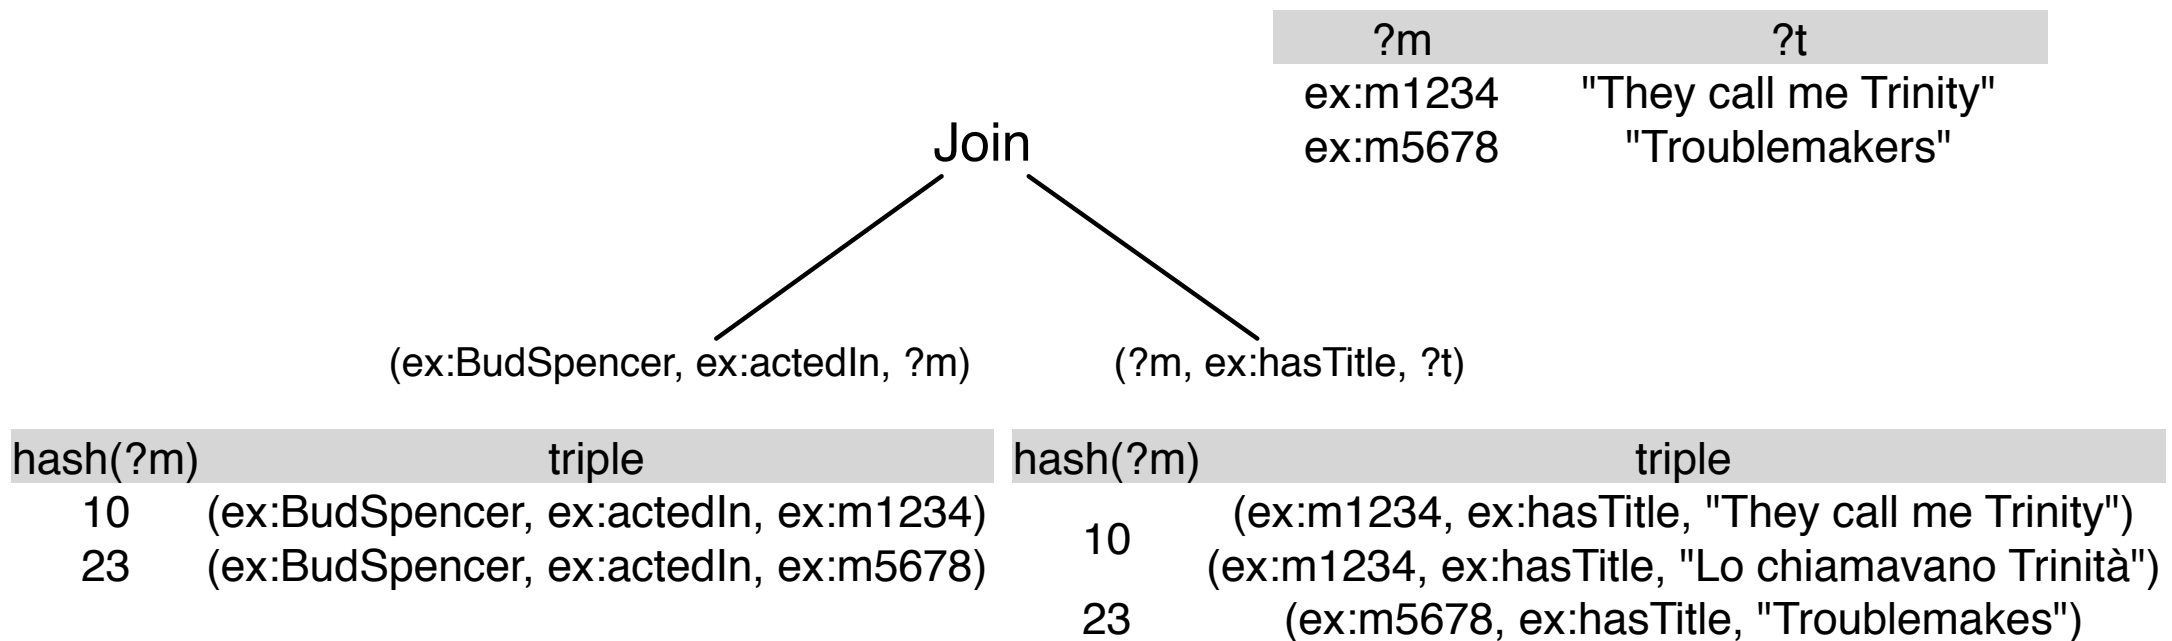 ?m ?t
ex:m1234 "They call me Trinity"
ex:m5678 "Troublemakers"
Join
(ex:BudSpencer, ex:actedIn, ?m) (?m, ex:hasTitle, ?t)
hash(?m) triple
10 (ex:BudSpencer, ex:actedIn, ex:m1234)
23 (ex:BudSpencer, ex:actedIn, ex:m5678)
hash(?m) triple
10 (ex:m1234, ex:hasTitle, "They call me Trinity")
(ex:m1234, ex:hasTitle, "Lo chiamavano Trinità")
23 (ex:m5678, ex:hasTitle, "Troublemakes")